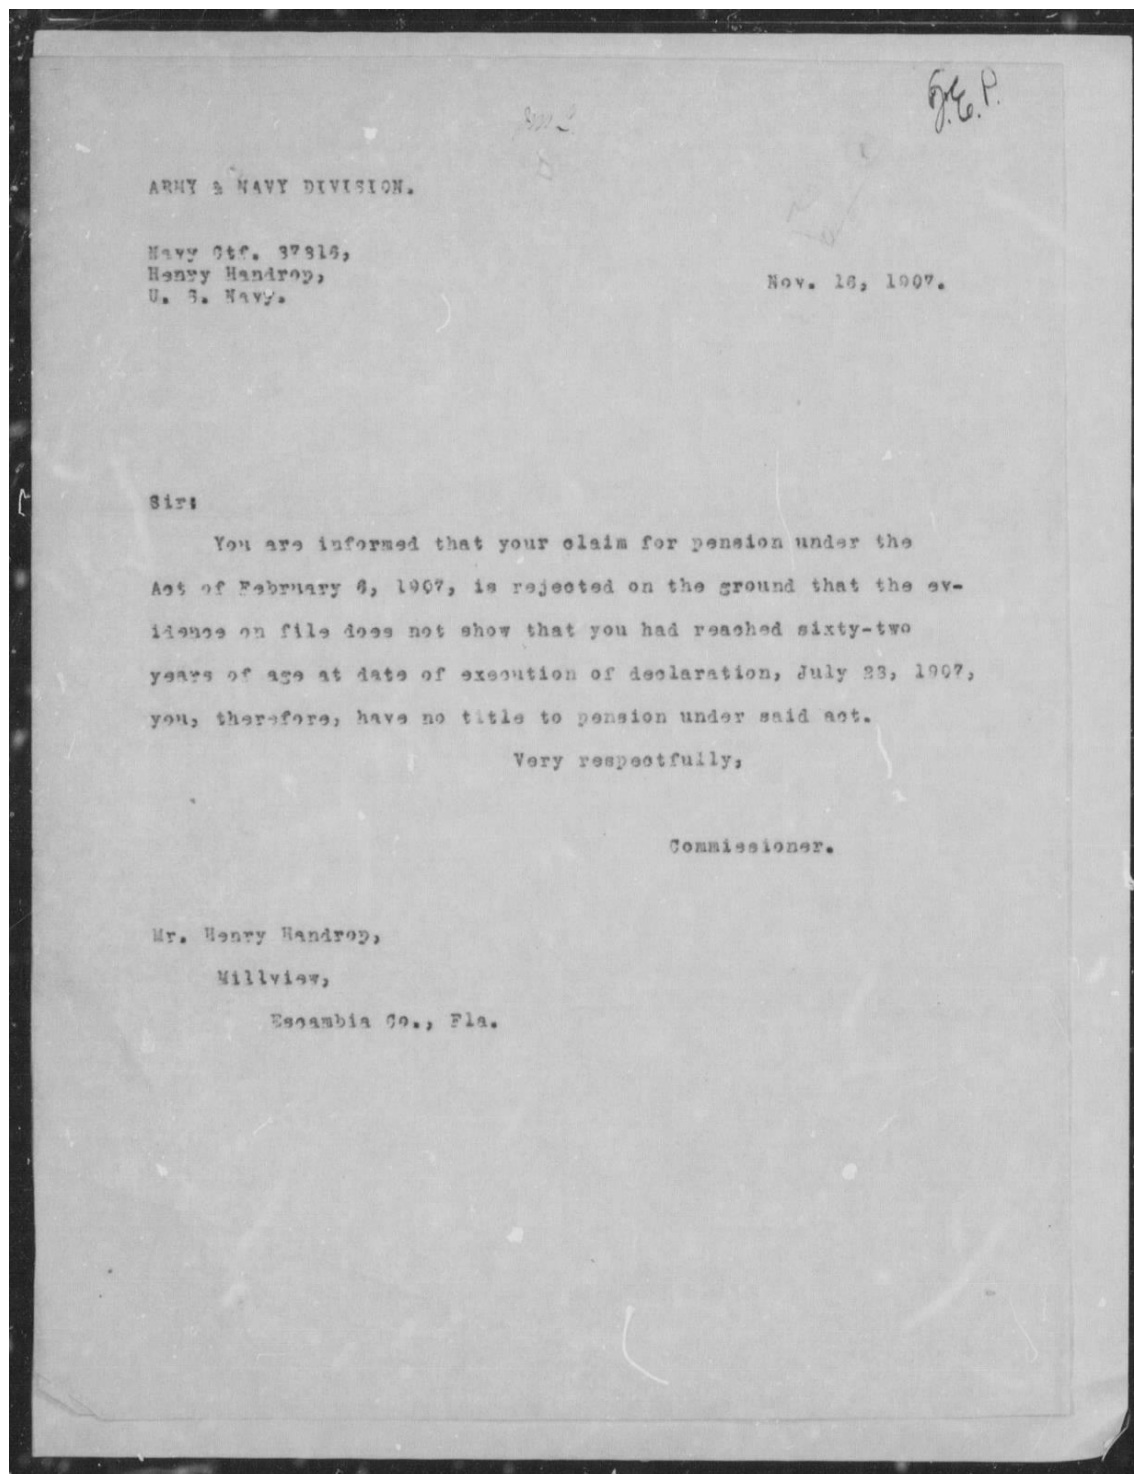 J.E.P.
ARMY & NAVY DIVISION.
Navy Ctf. 37316,
Henry Handrop,
U. S. Navy.
Nov. 16, 1907.
Sir:
You are informed that your claim for pension under the
Act of February 6, 1907, is rejected on the ground that the ev-
idence on file does not show that you had reached sixty-two
years of age at date of execution of declaration, July 23, 1907,
you, therefore, have no title to pension under said act.
Very respectfully,
Commissioner.
Mr. Henry Handrop,
Millview,
Escambia Co., Fla.